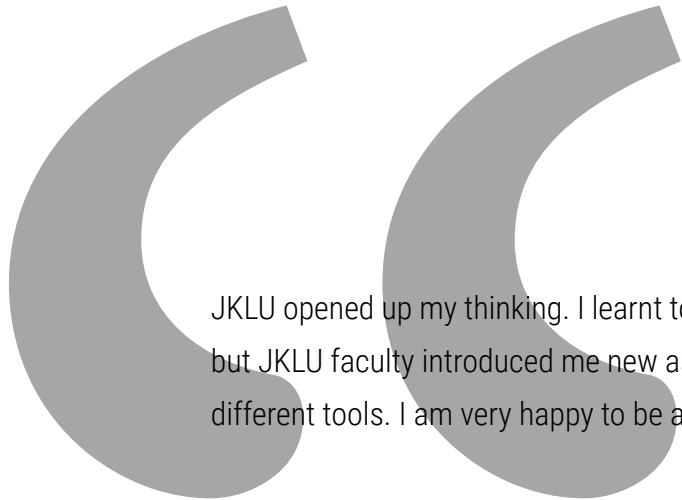 JKLU opened up my thinking. I learnt
but JKLU faculty introduced me new
different tools. I am very happy to be